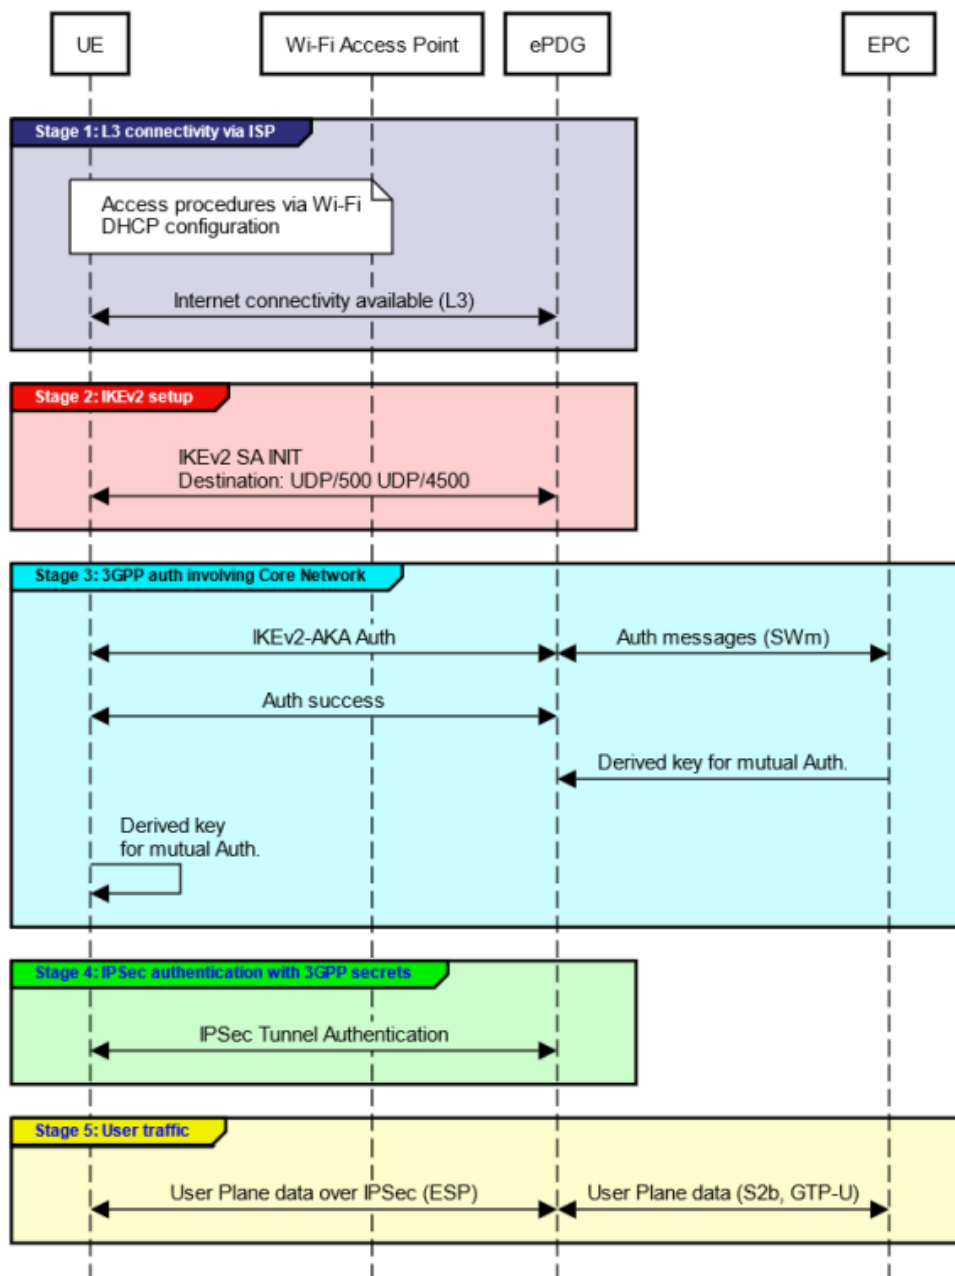 UE
Wi-Fi Access Point
ePDG
EPC
Stage 1: L3 connectivity via ISP
Access procedures via Wi-Fi
DHCP configuration
Internet connectivity available (L3)
Stage 2: IKEv2 setup
IKEv2 SA INIT
Destination: UDP/500 UDP/4500
Stage 3: 3GPP auth involving Core Network
IKEv2-AKA Auth
Auth messages (SWm)
Auth success
Derived key for mutual Auth.
Derived key
for mutual Auth.
Stage 4: IPSec authentication with 3GPP secrets
IPSec Tunnel Authentication
Stage 5: User traffic
User Plane data over IPSec (ESP)
User Plane data (S2b, GTP-U)